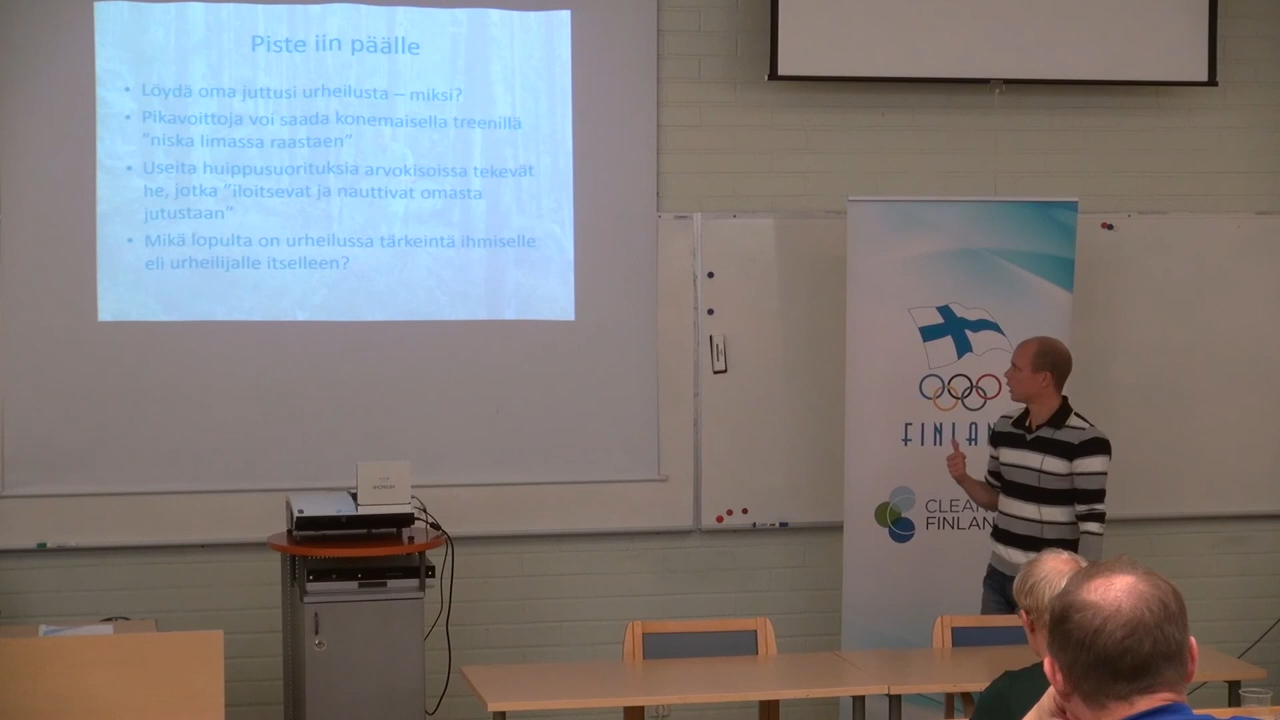 Piste iin päälle
• Löydä oma juttusi urheilusta – miksi?
• Pikavoittoja voi saada konemaisella treenillä
"niska limassa raastaen"
• Useita huippusuorituksia arvokisoissa tekevät
he, jotka "iloitsevat ja nauttivat omasta
jutustaan"
• Mikä lopulta on urheilussa tärkeintä ihmiselle
eli urheilijalle itselleen?
FINLAN
CLEAN
FINLAN